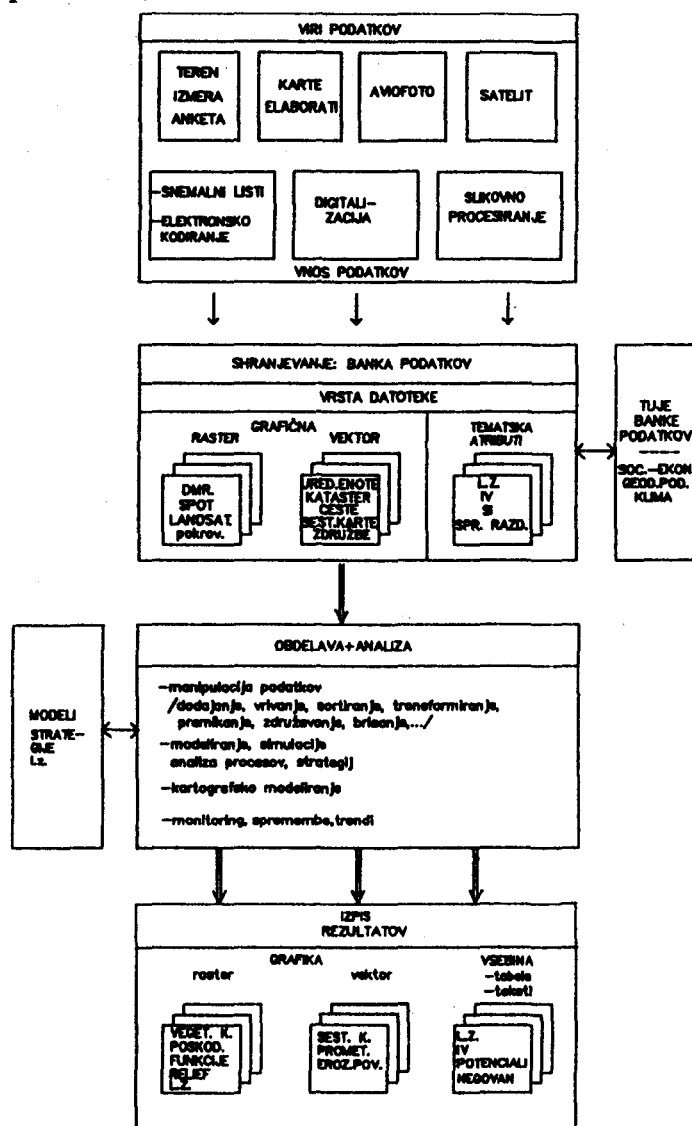 VIRI PODATKOV
TEREN
IZMERA
ANKETA
KARTE
ELABORATI
AVIOFOTO
SATELIT
-SNEMALNI LISTI
-ELEKTRONSKO
KODIRANJE
DIGITALI-
ZACIJA
SLIKOVNO
PROCESIRANJE
VNOS PODATKOV
SHRANJEVANJE: BANKA PODATKOV
VRSTA DATOTEKE
GRAFIČNA
RASTER
VEKTOR
DMR.
SPOT
LANDSAT.
pokrov.
URED.ENOTE
KATASTER
CESTE
SEST.KARTE
ZDRUŽBE
TEMATSKA
ATRIBUTI
L.Z.
IV
SI
SPR. RAZD.
TUJE
BANKE
PODATKOV
-----
SOC.-EKON.
GEOD.POD.
KLIMA
MODELI
STRATE-
GIJE
i.z.
OBDELAVA+ANALIZA
-manipulacija podatkov
/dodajanje, vrivanje, sortiranje, transformiranje,
premikanje, združevanje, brisanje,.../
-modeliranje, simulacije
analiza procesov, strategij
-kartografsko modeliranje
-monitoring, spremembe,trendi
IZPIS
REZULTATOV
GRAFIKA
raster
vektor
VSEBINA
-tabele
-teksti
VEGET. K.
POSKOD.
FUNKCIJE
RELIEF
L.Z.
SEST. K.
PROMET.
EROZ.POV.
L.Z.
IV
POTENCIALI
NEGOVAN